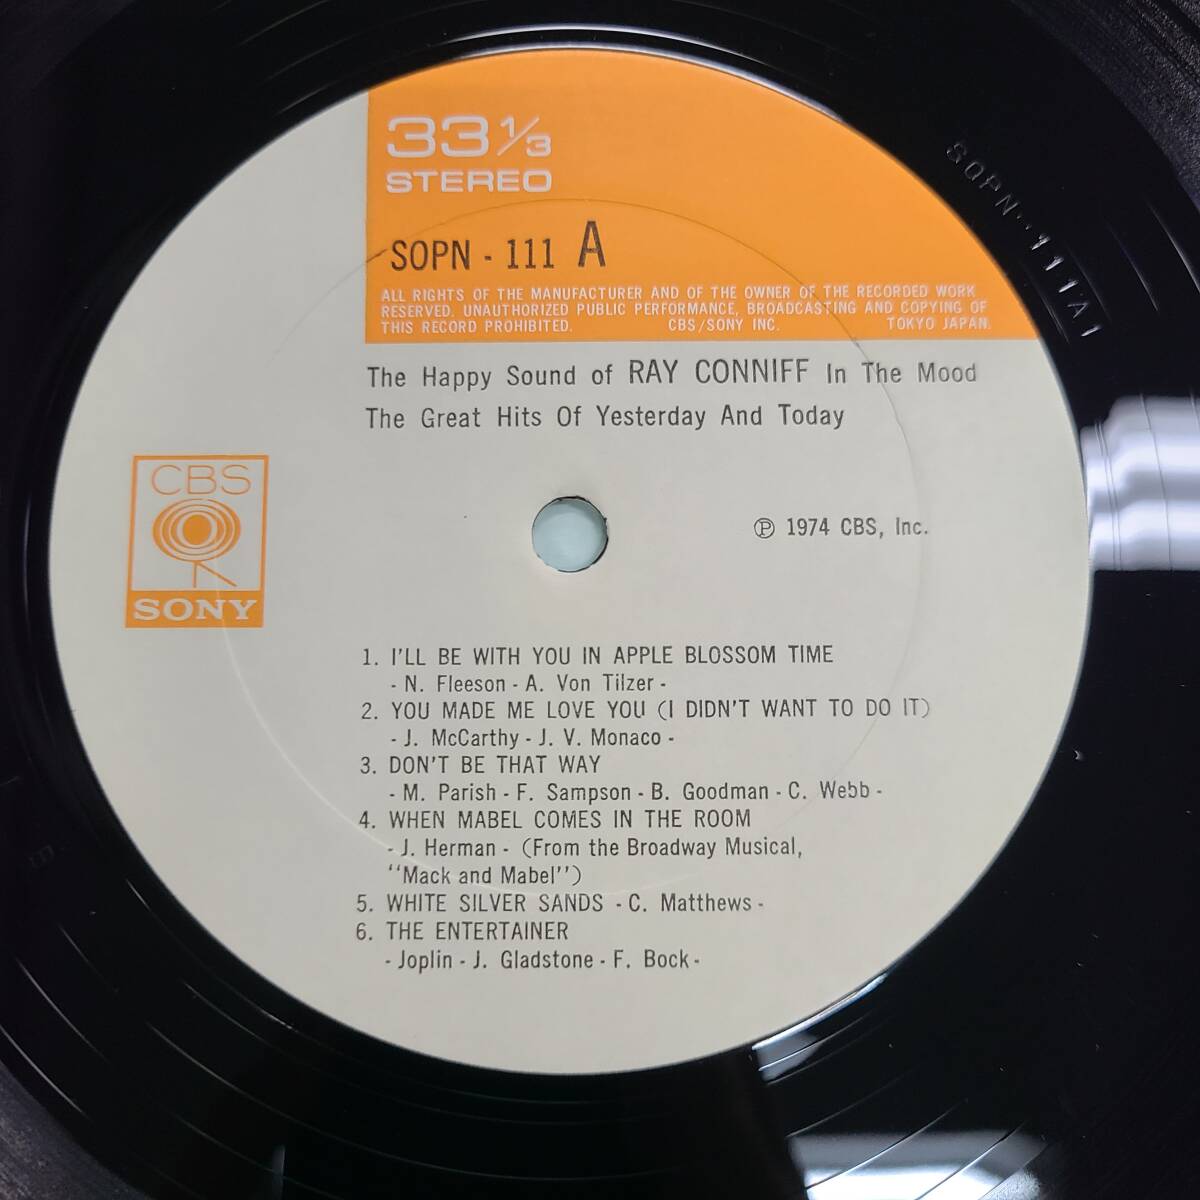 33 1/3
STEREO
SOPN - 111 A
SOPN-111A1
ALL RIGHTS OF THE MANUFACTURER AND OF THE OWNER OF THE RECORDED WORK
RESERVED. UNAUTHORIZED PUBLIC PERFORMANCE, BROADCASTING AND COPYING OF
THIS RECORD PROHIBITED. CBS/SONY INC. TOKYO JAPAN.
The Happy Sound of RAY CONNIFF In The Mood
The Great Hits Of Yesterday And Today
CBS
SONY
℗ 1974 CBS, Inc.
1. I'LL BE WITH YOU IN APPLE BLOSSOM TIME
- N. Fleeson - A. Von Tilzer -
2. YOU MADE ME LOVE YOU (I DIDN'T WANT TO DO IT)
- J. McCarthy - J. V. Monaco -
3. DON'T BE THAT WAY
- M. Parish - F. Sampson - B. Goodman - C. Webb -
4. WHEN MABEL COMES IN THE ROOM
- J. Herman - (From the Broadway Musical,
"Mack and Mabel")
5. WHITE SILVER SANDS - C. Matthews -
6. THE ENTERTAINER
- Joplin - J. Gladstone - F. Bock -